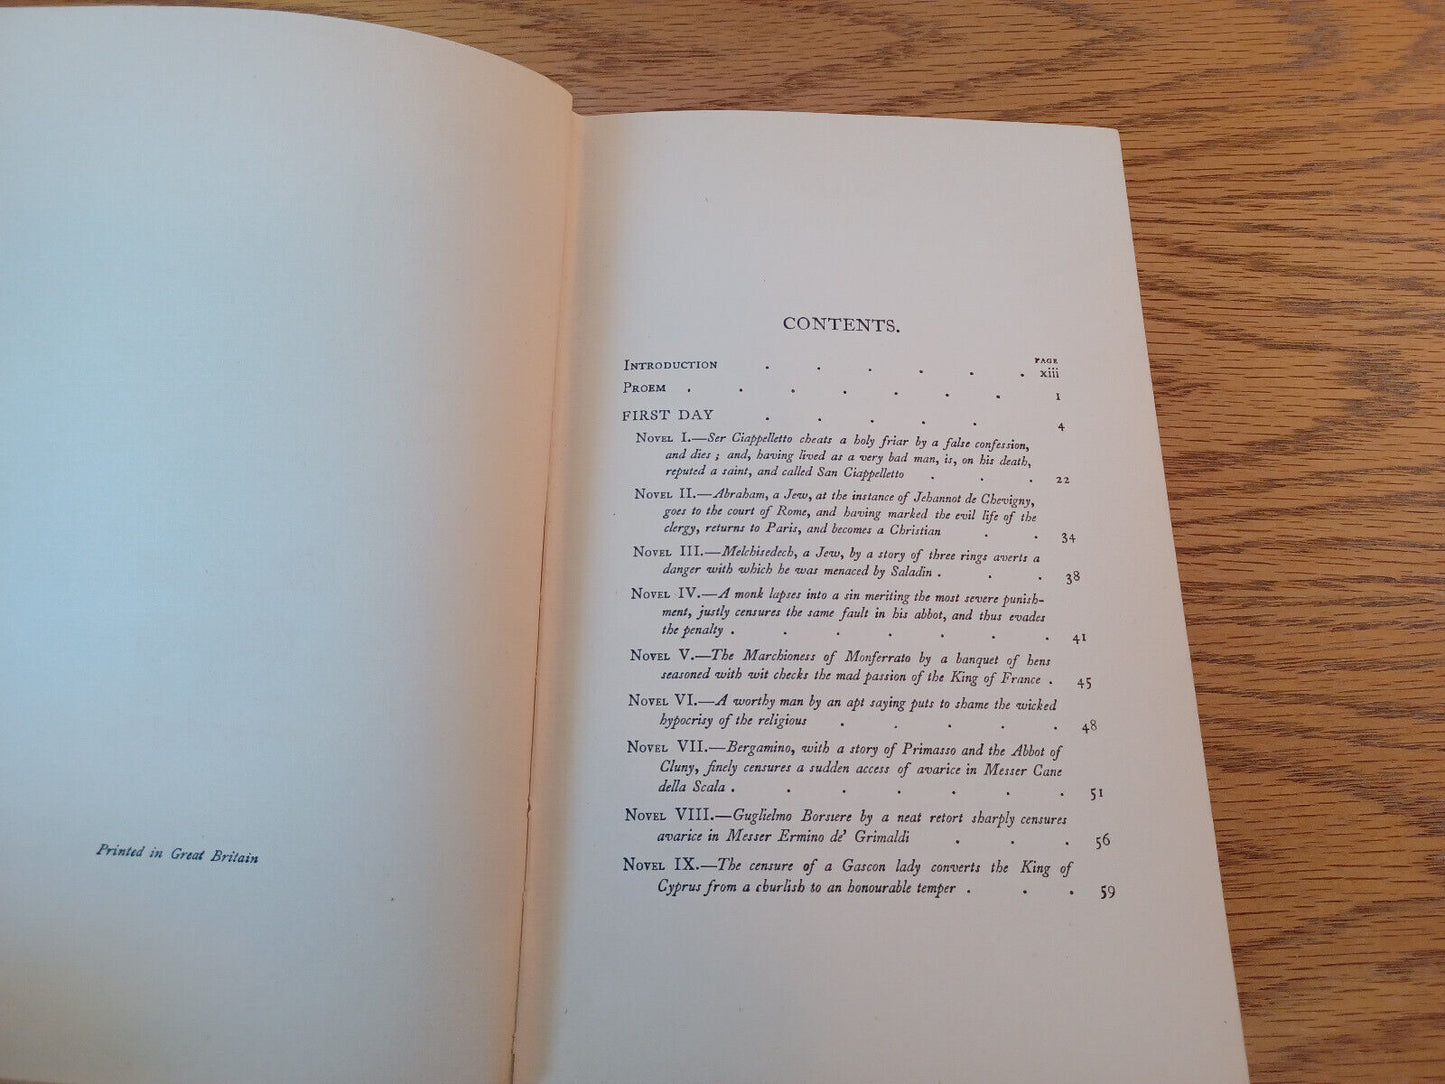 Printed in Great Britain
CONTENTS.
PAGE
INTRODUCTION . . . . . . xiii
PROEM . . . . . . . 1
FIRST DAY . . . . . 4
NOVEL I.—Ser Ciappelletto cheats a holy friar by a false confession,
and dies ; and, having lived as a very bad man, is, on his death,
reputed a saint, and called San Ciappelletto . . . 22
NOVEL II.—Abraham, a Jew, at the instance of Jehannot de Chevigny,
goes to the court of Rome, and having marked the evil life of the
clergy, returns to Paris, and becomes a Christian . . 34
NOVEL III.—Melchisedech, a Jew, by a story of three rings averts a
danger with which he was menaced by Saladin . . . 38
NOVEL IV.—A monk lapses into a sin meriting the most severe punish-
ment, justly censures the same fault in his abbot, and thus evades
the penalty . . . . . . . 41
NOVEL V.—The Marchioness of Monferrato by a banquet of hens
seasoned with wit checks the mad passion of the King of France . 45
NOVEL VI.—A worthy man by an apt saying puts to shame the wicked
hypocrisy of the religious . . . . . 48
NOVEL VII.—Bergamino, with a story of Primasso and the Abbot of
Cluny, finely censures a sudden access of avarice in Messer Cane
della Scala . . . . . . . 51
NOVEL VIII.—Guglielmo Borsiere by a neat retort sharply censures
avarice in Messer Ermino de' Grimaldi . . . 56
NOVEL IX.—The censure of a Gascon lady converts the King of
Cyprus from a churlish to an honourable temper . . . 59